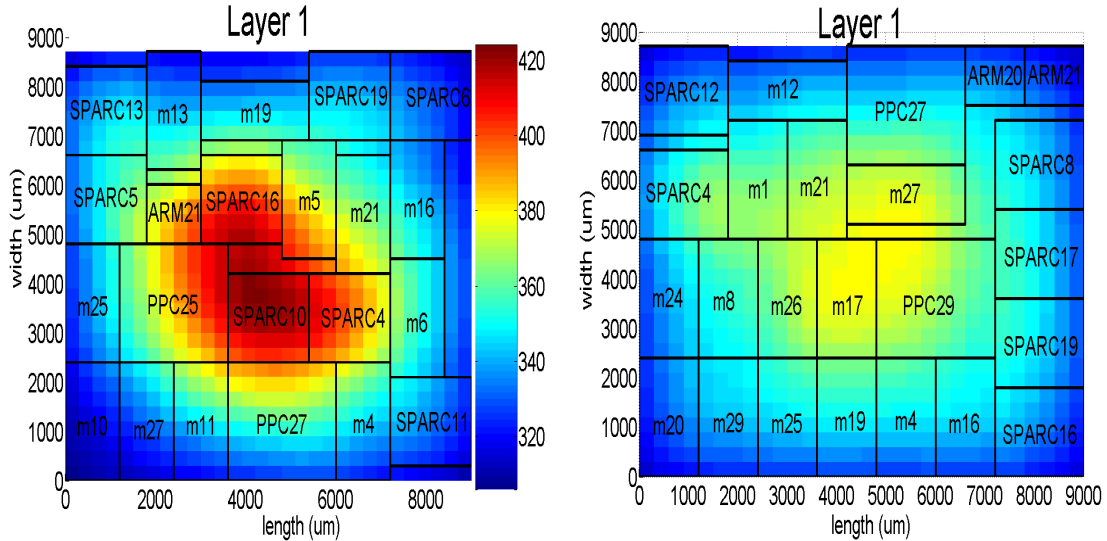 Layer 1
9000
8000
7000
6000
5000
4000
3000
2000
1000
0
width (um)
SPARC13
m13
m19
SPARC19
SPARC6
SPARC5
ARM21
SPARC16
m5
m21
m16
m25
PPC25
SPARC10
SPARC4
m6
m10
m27
m11
PPC27
m4
SPARC11
0
2000
4000
6000
8000
length (um)
420
400
380
360
340
320
Layer 1
9000
8000
7000
6000
5000
4000
3000
2000
1000
0
width (um)
SPARC12
m12
PPC27
ARM20
ARM21
SPARC4
m1
m21
m27
SPARC8
m24
m8
m26
m17
PPC29
SPARC17
SPARC19
m20
m29
m25
m19
m4
m16
SPARC16
0
1000
2000
3000
4000
5000
6000
7000
8000
9000
length (um)